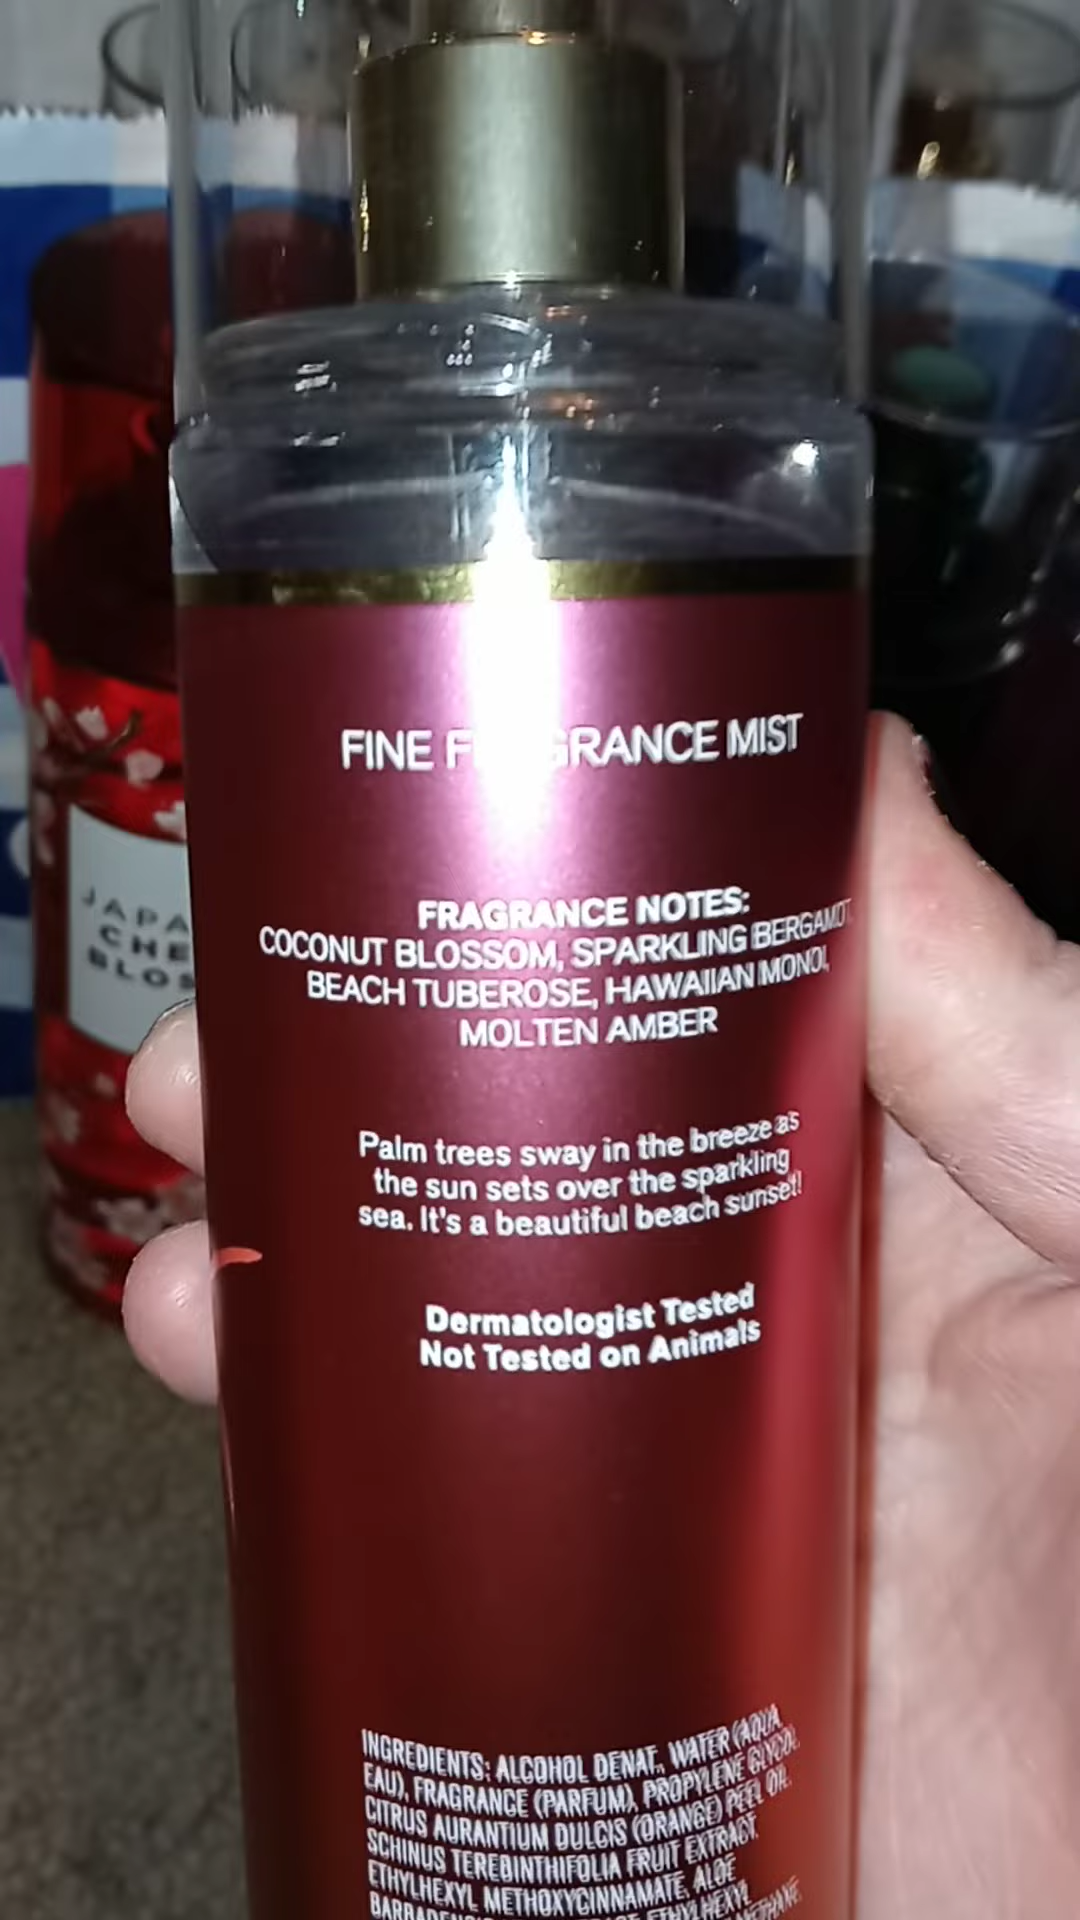 FINE FRAGRANCE MIST
FRAGRANCE NOTES:
COCONUT BLOSSOM, SPARKLING BERGAMOT
BEACH TUBEROSE, HAWAIIAN MONOI,
MOLTEN AMBER
Palm trees sway in the breeze as
the sun sets over the sparkling
sea. It's a beautiful beach sunset!
Dermatologist Tested
Not Tested on Animals
INGREDIENTS: ALCOHOL DENAT., WATER (AQUA,
EAU), FRAGRANCE (PARFUM), PROPYLENE GLYCOL,
CITRUS AURANTIUM DULCIS (ORANGE) PEEL OIL,
SCHINUS TEREBINTHIFOLIA FRUIT EXTRACT,
ETHYLHEXYL METHOXYCINNAMATE, ALOE
ETHYLHEXYL
JAPA
CHE
BLOS